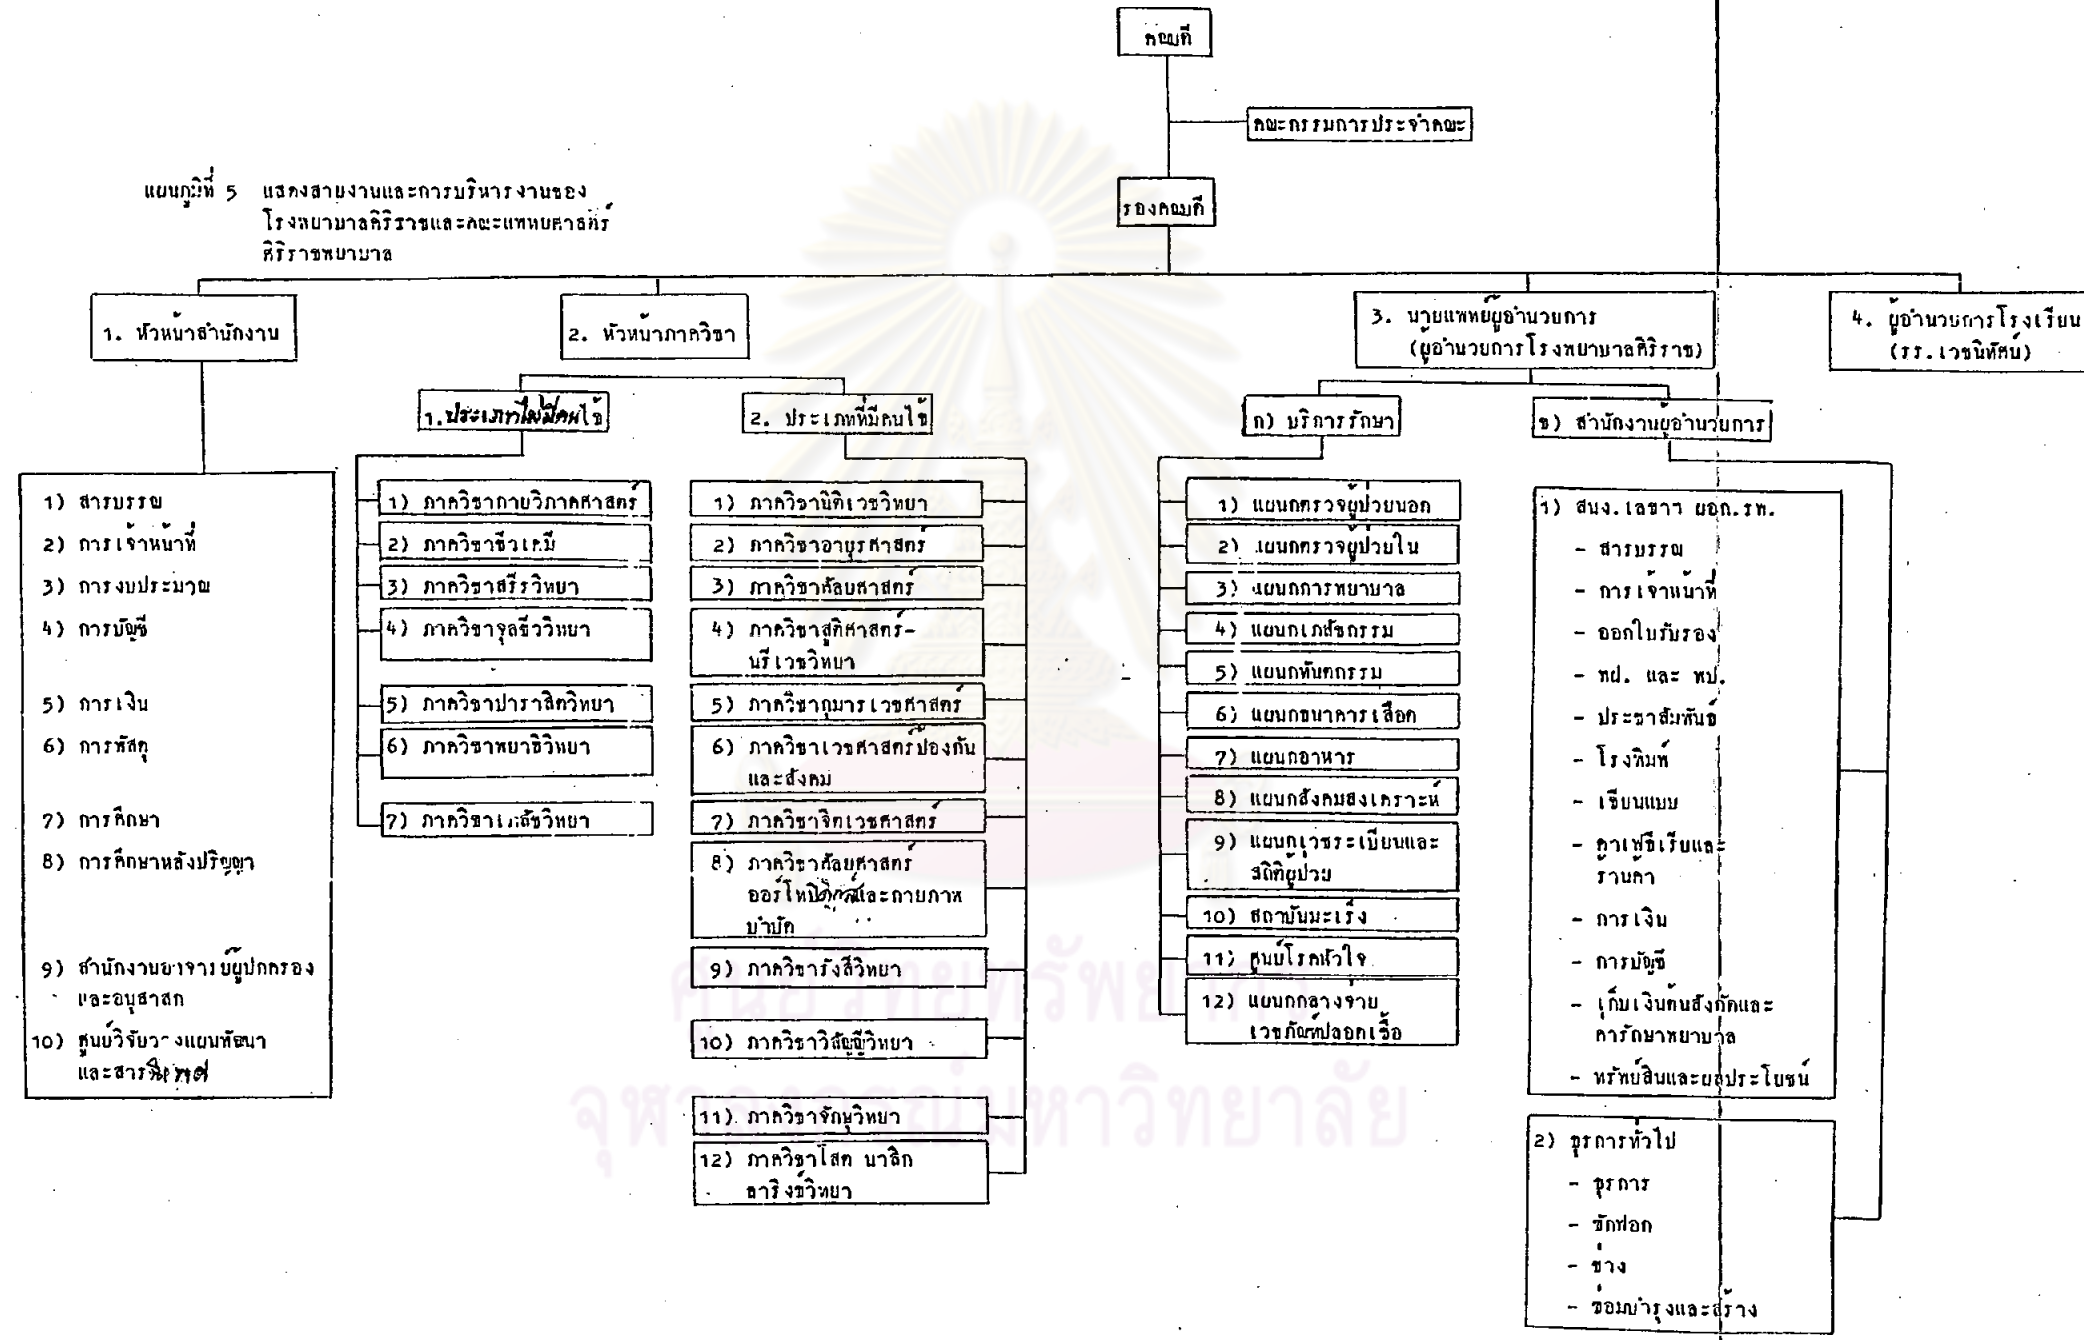 คณบดี
คณะกรรมการประจำคณะ
แผนภูมิที่ 5 แสดงสายงานและการบริหารงานของ
โรงพยาบาลศิริราชและคณะแพทยศาสตร์
ศิริราชพยาบาล
รองคณบดี
1. หัวหน้าสำนักงาน
2. หัวหน้าภาควิชา
3. นายแพทย์ผู้อำนวยการ
(ผู้อำนวยการโรงพยาบาลศิริราช)
4. ผู้อำนวยการโรงเรียน
(รร.เวชนิทัศน์)
1) สารบรรณ
2) การเจ้าหน้าที่
3) การงบประมาณ
4) การบัญชี
5) การเงิน
6) การพัสดุ
7) การศึกษา
8) การศึกษาหลังปริญญา
9) สำนักงานอาจารย์ผู้ปกครอง
และอนุสาสก
10) ศูนย์วิจัยวางแผนพัฒนา
และสารนิเทศ
1. ประเภทไม่มีคนไข้
1) ภาควิชากายวิภาคศาสตร์
2) ภาควิชาชีวเคมี
3) ภาควิชาสรีรวิทยา
4) ภาควิชาจุลชีววิทยา
5) ภาควิชาปาราสิตวิทยา
6) ภาควิชาพยาธิวิทยา
7) ภาควิชาเภสัชวิทยา
2. ประเภทที่มีคนไข้
1) ภาควิชานิติเวชวิทยา
2) ภาควิชาอายุรศาสตร์
3) ภาควิชาศัลยศาสตร์
4) ภาควิชาสูติศาสตร์-
นรีเวชวิทยา
5) ภาควิชากุมารเวชศาสตร์
6) ภาควิชาเวชศาสตร์ป้องกัน
และสังคม
7) ภาควิชาจิตเวชศาสตร์
8) ภาควิชาศัลยศาสตร์
ออร์โทปิดิกส์และกายภาพ
บำบัด
9) ภาควิชารังสีวิทยา
10) ภาควิชาวิสัญญีวิทยา
11) ภาควิชาจักษุวิทยา
12) ภาควิชาโสต นาสิก
ลาริงซ์วิทยา
ก) บริการรักษา
1) แผนกตรวจผู้ป่วยนอก
2) แผนกตรวจผู้ป่วยใน
3) แผนกการพยาบาล
4) แผนกเภสัชกรรม
5) แผนกทันตกรรม
6) แผนกธนาคารเลือด
7) แผนกอาหาร
8) แผนกสังคมสงเคราะห์
9) แผนกเวชระเบียนและ
สถิติผู้ป่วย
10) สถาบันมะเร็ง
11) ศูนย์โรคหัวใจ
12) แผนกกลางจ่าย
เวชภัณฑ์ปลอดเชื้อ
ข) สำนักงานผู้อำนวยการ
1) สนง.เลขาฯ ผอก.รพ.
- สารบรรณ
- การเจ้าหน้าที่
- ออกใบรับรอง
- ทฝ. และ พป.
- ประชาสัมพันธ์
- โรงพิมพ์
- เขียนแบบ
- คาเฟธีเรียและ
ร้านค้า
- การเงิน
- การบัญชี
- เก็บเงินต้นสังกัดและ
ค่ารักษาพยาบาล
- ทรัพย์สินและผลประโยชน์
2) ธุรการทั่วไป
- ธุรการ
- ซักฟอก
- ช่าง
- ซ่อมบำรุงและสร้าง
ศูนย์วิทยทรัพยากร
จุฬาลงกรณ์มหาวิทยาลัย